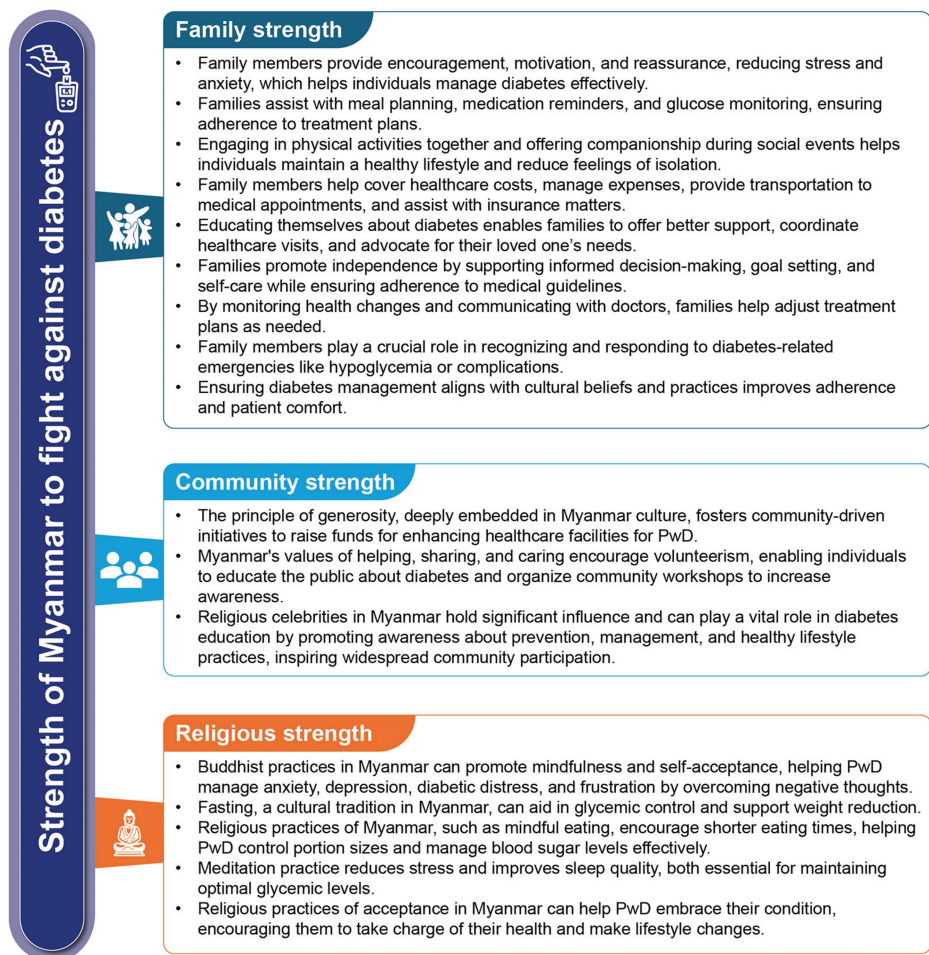 Strength of Myanmar to fight against diabetes
Family strength
• Family members provide encouragement, motivation, and reassurance, reducing stress and
anxiety, which helps individuals manage diabetes effectively.
• Families assist with meal planning, medication reminders, and glucose monitoring, ensuring
adherence to treatment plans.
• Engaging in physical activities together and offering companionship during social events helps
individuals maintain a healthy lifestyle and reduce feelings of isolation.
• Family members help cover healthcare costs, manage expenses, provide transportation to
medical appointments, and assist with insurance matters.
• Educating themselves about diabetes enables families to offer better support, coordinate
healthcare visits, and advocate for their loved one's needs.
• Families promote independence by supporting informed decision-making, goal setting, and
self-care while ensuring adherence to medical guidelines.
• By monitoring health changes and communicating with doctors, families help adjust treatment
plans as needed.
• Family members play a crucial role in recognizing and responding to diabetes-related
emergencies like hypoglycemia or complications.
• Ensuring diabetes management aligns with cultural beliefs and practices improves adherence
and patient comfort.
Community strength
• The principle of generosity, deeply embedded in Myanmar culture, fosters community-driven
initiatives to raise funds for enhancing healthcare facilities for PwD.
• Myanmar's values of helping, sharing, and caring encourage volunteerism, enabling individuals
to educate the public about diabetes and organize community workshops to increase
awareness.
• Religious celebrities in Myanmar hold significant influence and can play a vital role in diabetes
education by promoting awareness about prevention, management, and healthy lifestyle
practices, inspiring widespread community participation.
Religious strength
• Buddhist practices in Myanmar can promote mindfulness and self-acceptance, helping PwD
manage anxiety, depression, diabetic distress, and frustration by overcoming negative thoughts.
• Fasting, a cultural tradition in Myanmar, can aid in glycemic control and support weight reduction.
• Religious practices of Myanmar, such as mindful eating, encourage shorter eating times, helping
PwD control portion sizes and manage blood sugar levels effectively.
• Meditation practice reduces stress and improves sleep quality, both essential for maintaining
optimal glycemic levels.
• Religious practices of acceptance in Myanmar can help PwD embrace their condition,
encouraging them to take charge of their health and make lifestyle changes.